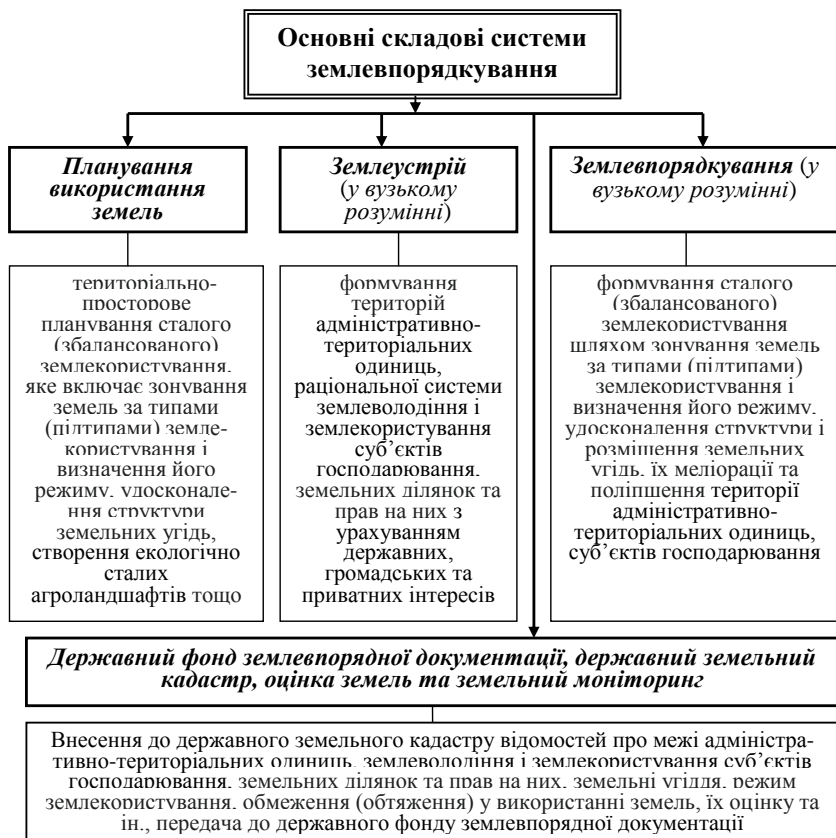 Основні складові системи
землевпорядкування
Планування
використання
земель
Землеустрій
(у вузькому
розумінні)
Землевпорядкування (у
вузькому розумінні)
територіально-
просторове
планування сталого
(збалансованого)
землекористування,
яке включає зонування
земель за типами
(підтипами) земле-
користування і
визначення його
режиму, удосконале-
ння структури
земельних угідь,
створення екологічно
сталих
агроландшафтів тощо
формування
територій
адміністративно-
територіальних
одиниць,
раціональної системи
землеволодіння і
землекористування
суб’єктів
господарювання,
земельних ділянок та
прав на них з
урахуванням
державних,
громадських та
приватних інтересів
формування сталого
(збалансованого)
землекористування
шляхом зонування земель
за типами (підтипами)
землекористування і
визначення його режиму,
удосконалення структури і
розміщення земельних
угідь, їх меліорації та
поліпшення території
адміністративно-
територіальних одиниць,
суб’єктів господарювання
Державний фонд землевпорядної документації, державний земельний
кадастр, оцінка земель та земельний моніторинг
Внесення до державного земельного кадастру відомостей про межі адміністра-
тивно-територіальних одиниць, землеволодіння і землекористування суб’єктів
господарювання, земельних ділянок та прав на них, земельні угіддя, режим
землекористування, обмеження (обтяження) у використанні земель, їх оцінку та
ін., передача до державного фонду землевпорядної документації